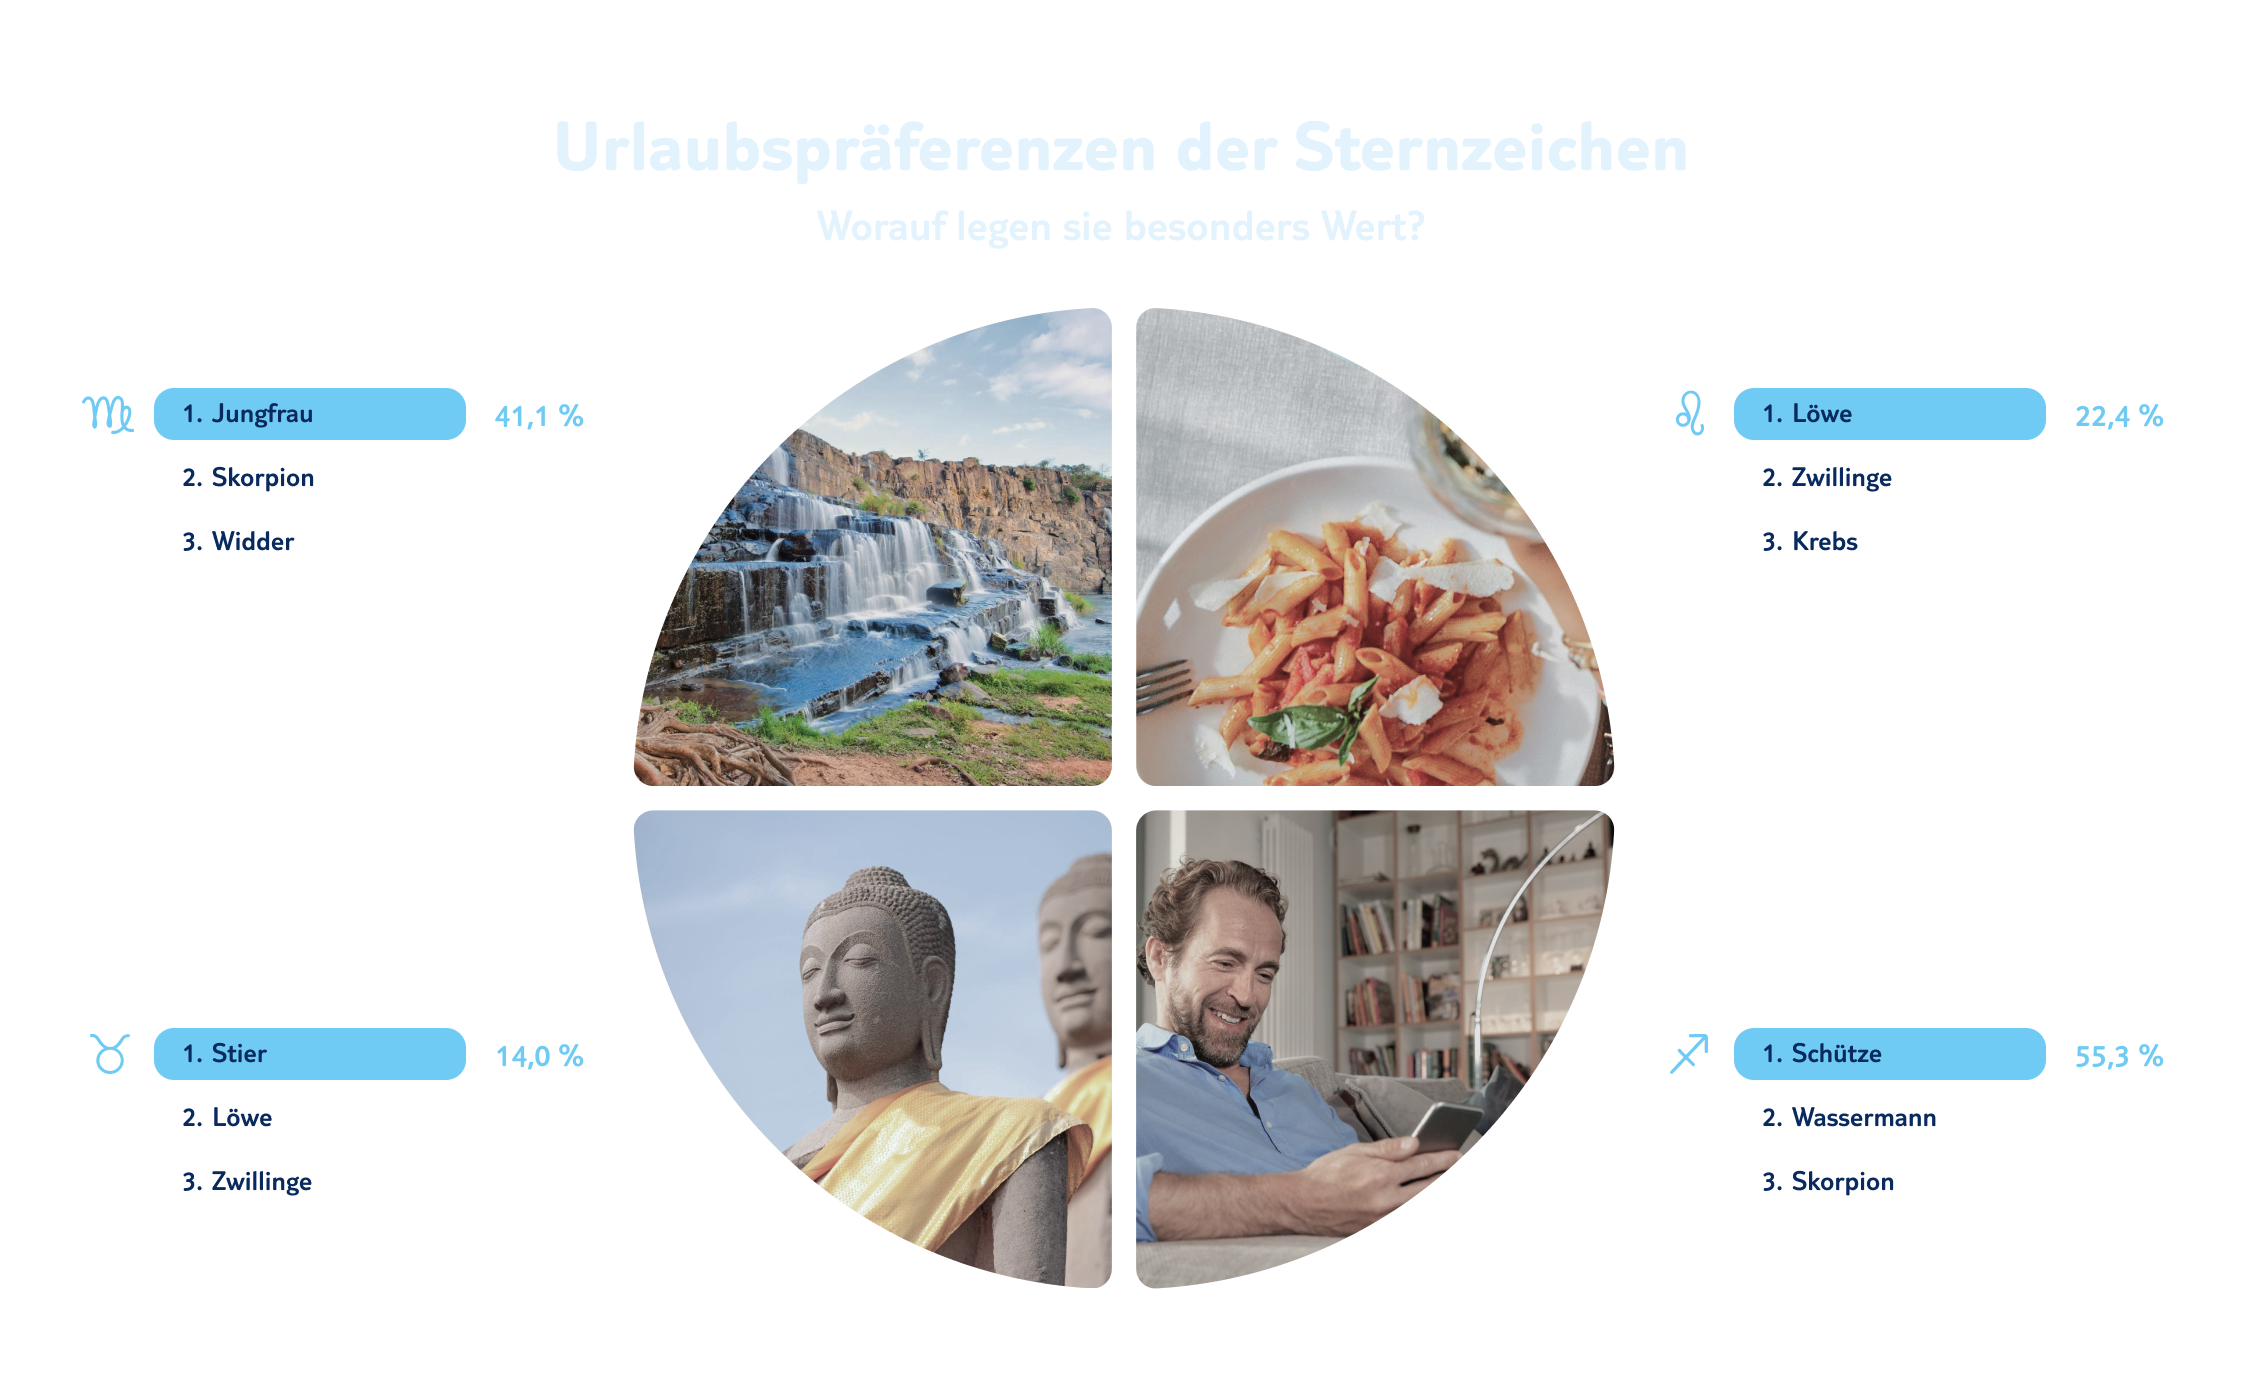 Urlaubspräferenzen der Sternzeichen
Worauf legen sie besonders Wert?
1. Jungfrau 41,1 %
2. Skorpion
3. Widder
1. Löwe 22,4 %
2. Zwillinge
3. Krebs
1. Stier 14,0 %
2. Löwe
3. Zwillinge
1. Schütze 55,3 %
2. Wassermann
3. Skorpion